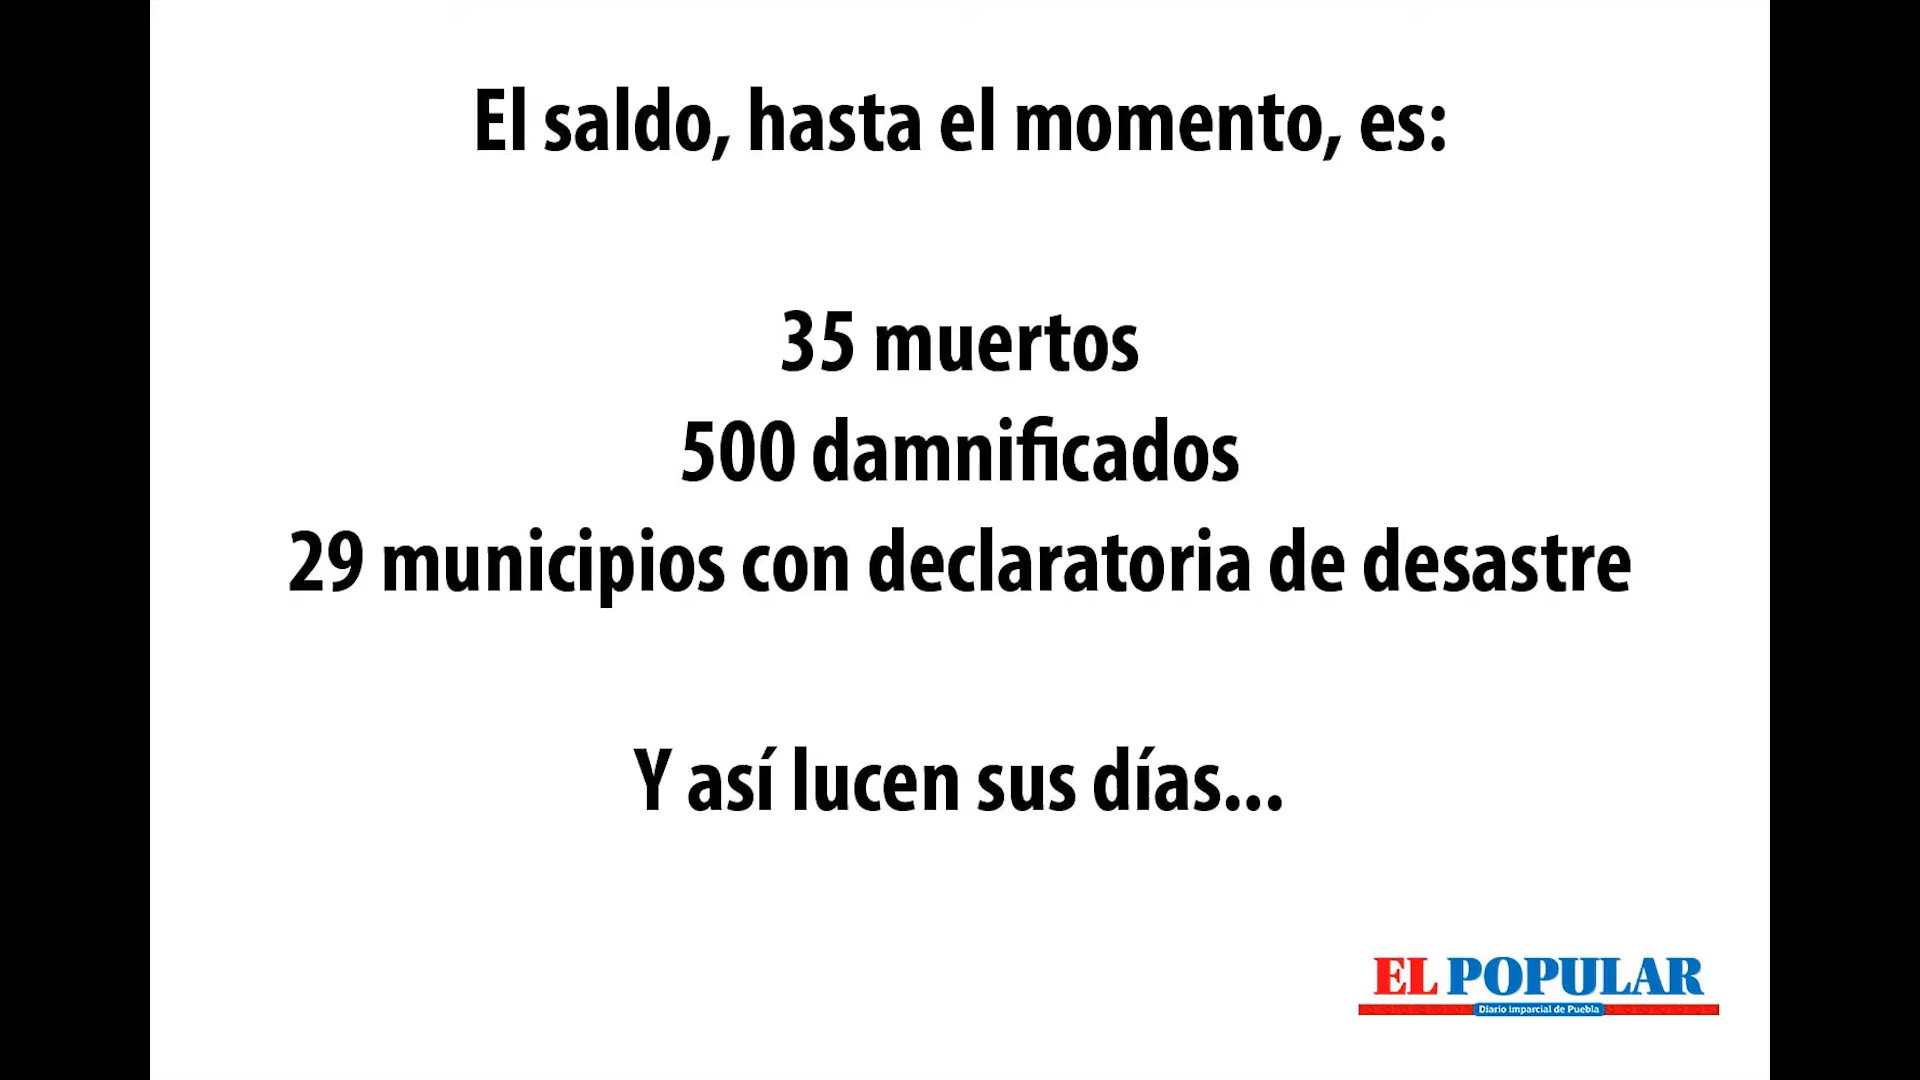 El saldo, hasta el momento, es:
35 muertos
500 damnificados
29 municipios con declaratoria de desastre
Y así lucen sus días...
EL POPULAR
Diario imparcial de Puebla